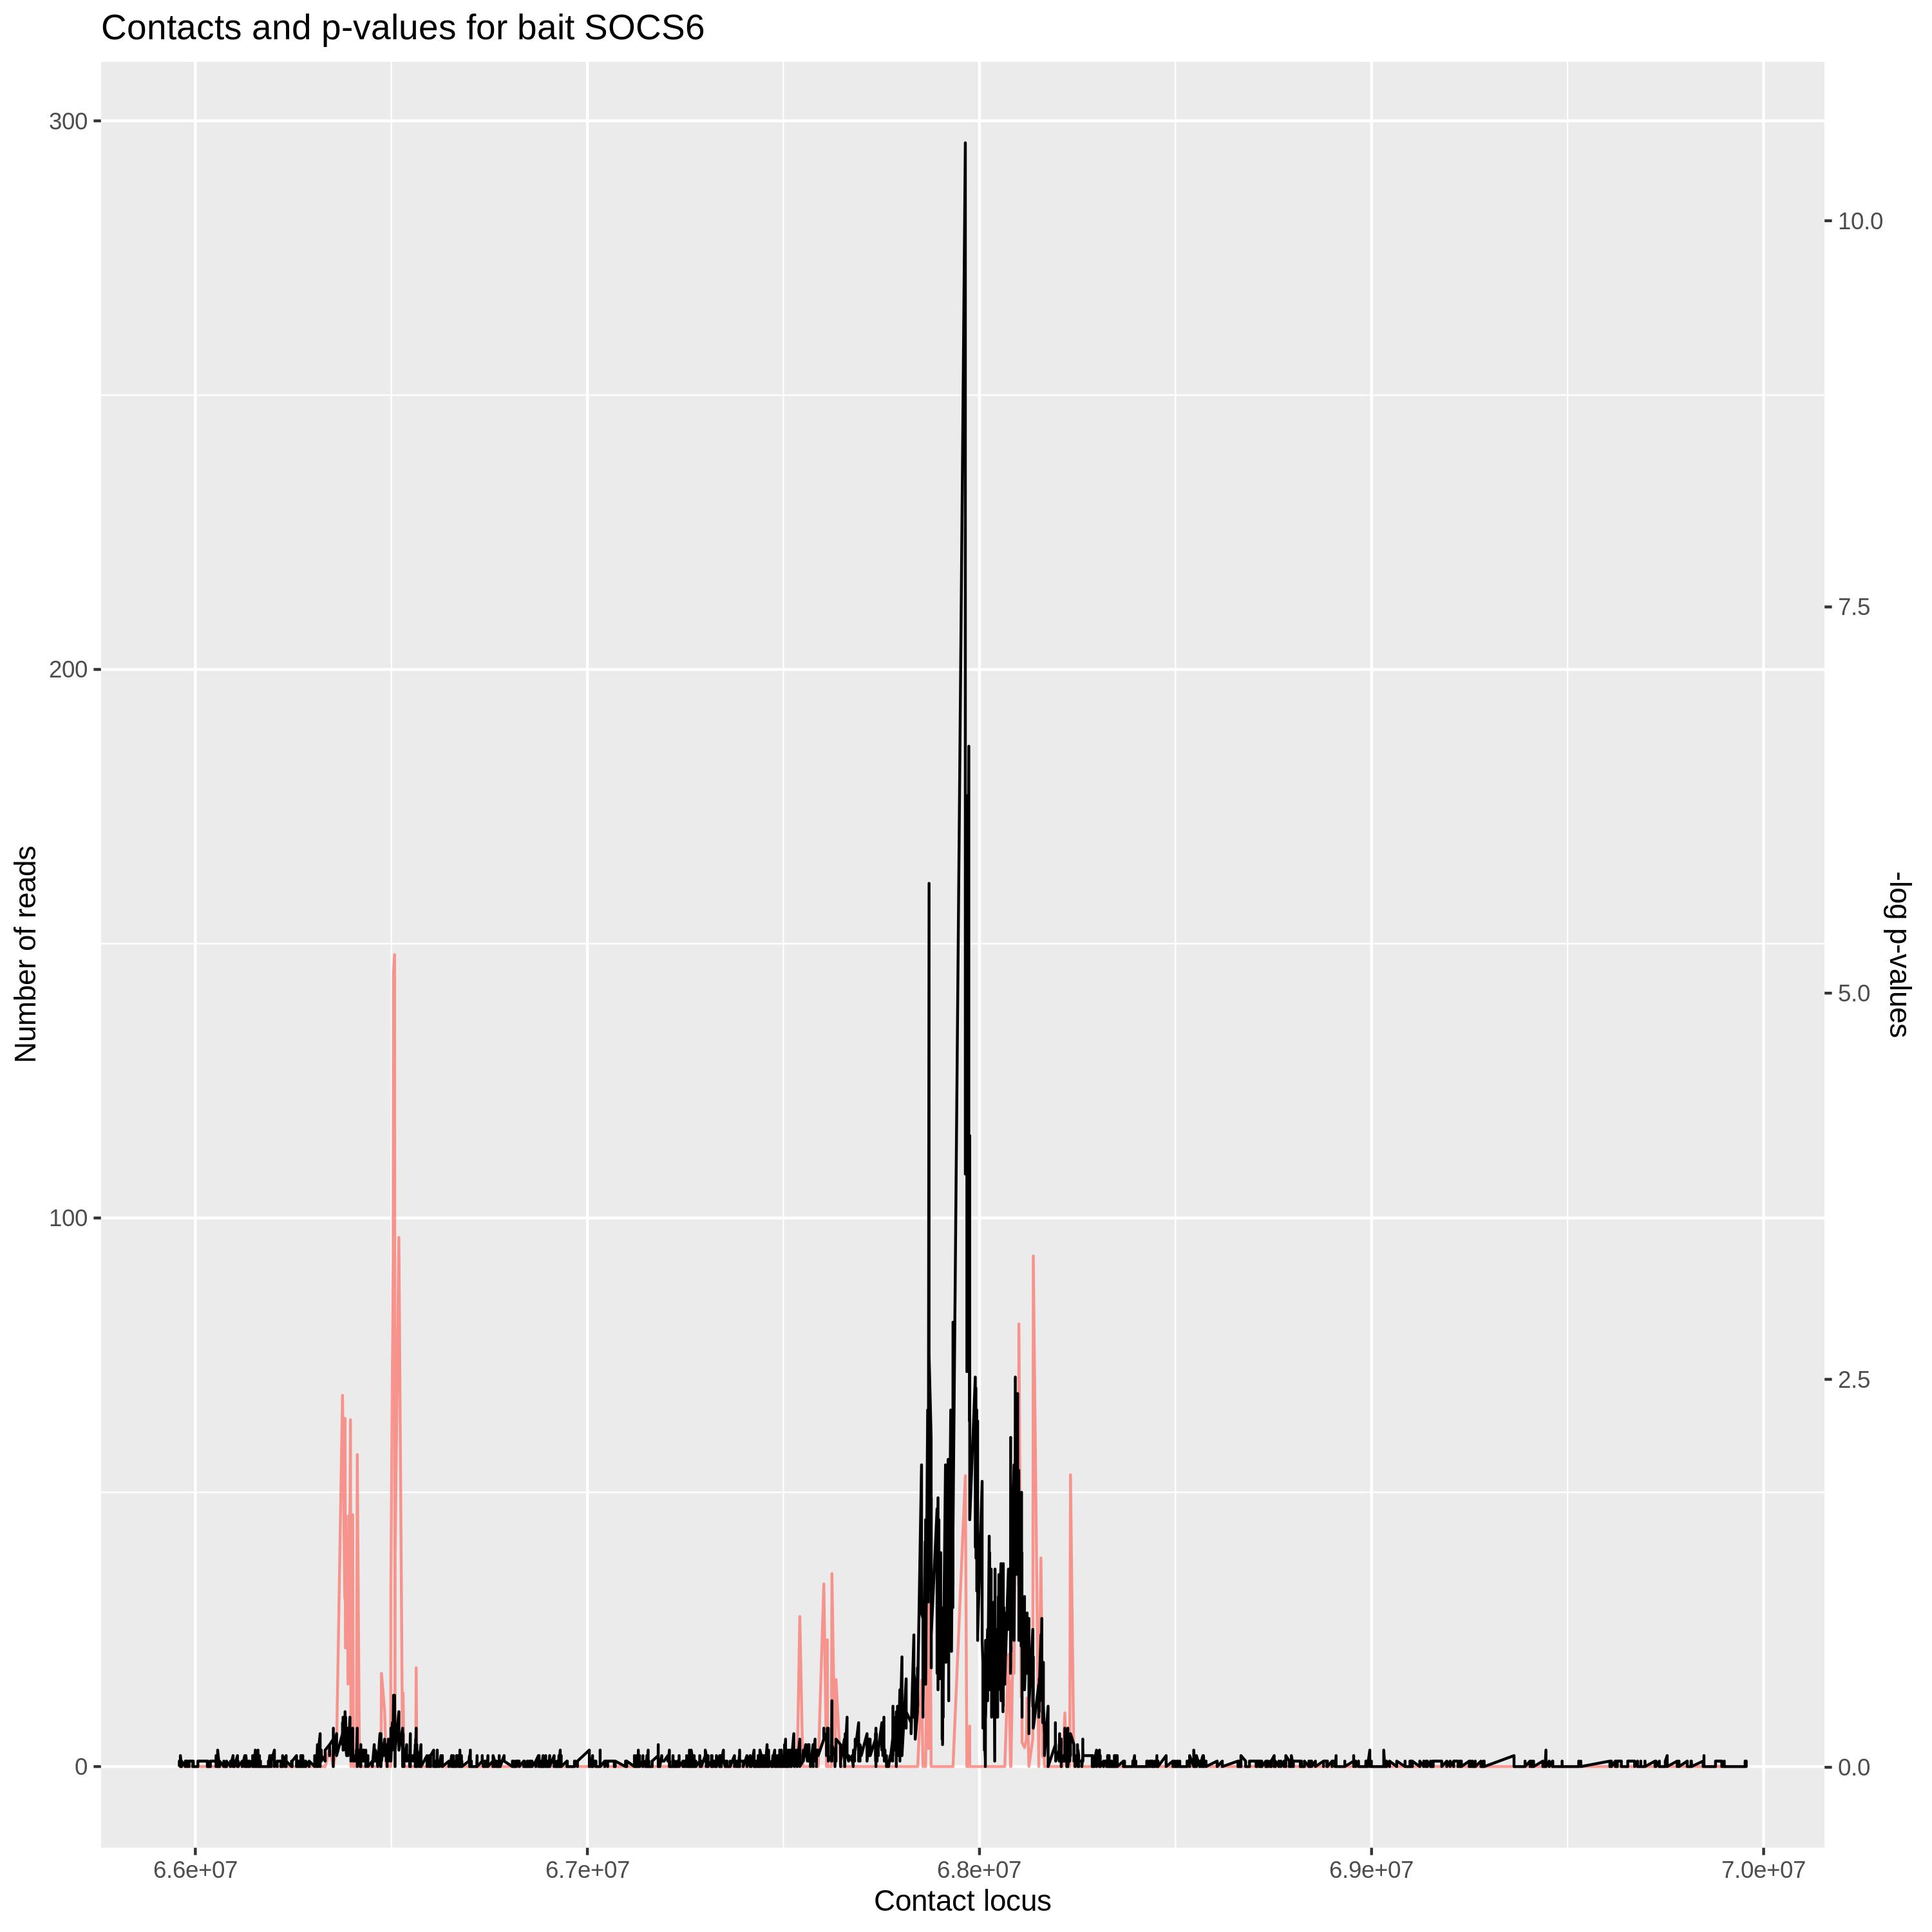 Contacts and p-values for bait SOCS6
300
200
100
0
Number of reads
10.0
7.5
5.0
2.5
0.0
-log p-values
6.6e+07
6.7e+07
6.8e+07
6.9e+07
7.0e+07
Contact locus